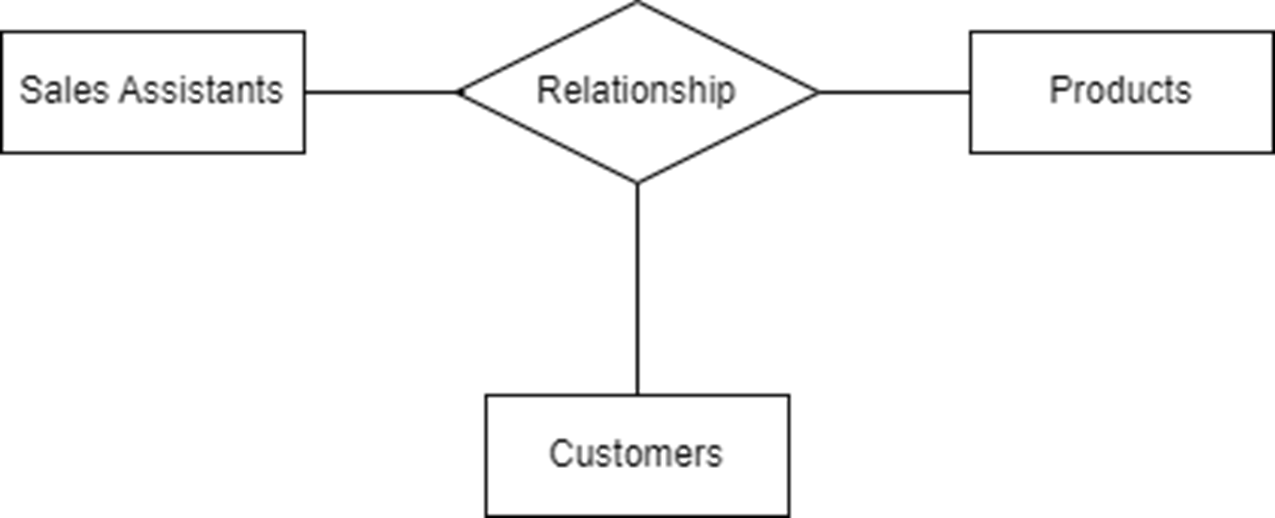 Sales Assistants
Relationship
Products
Customers